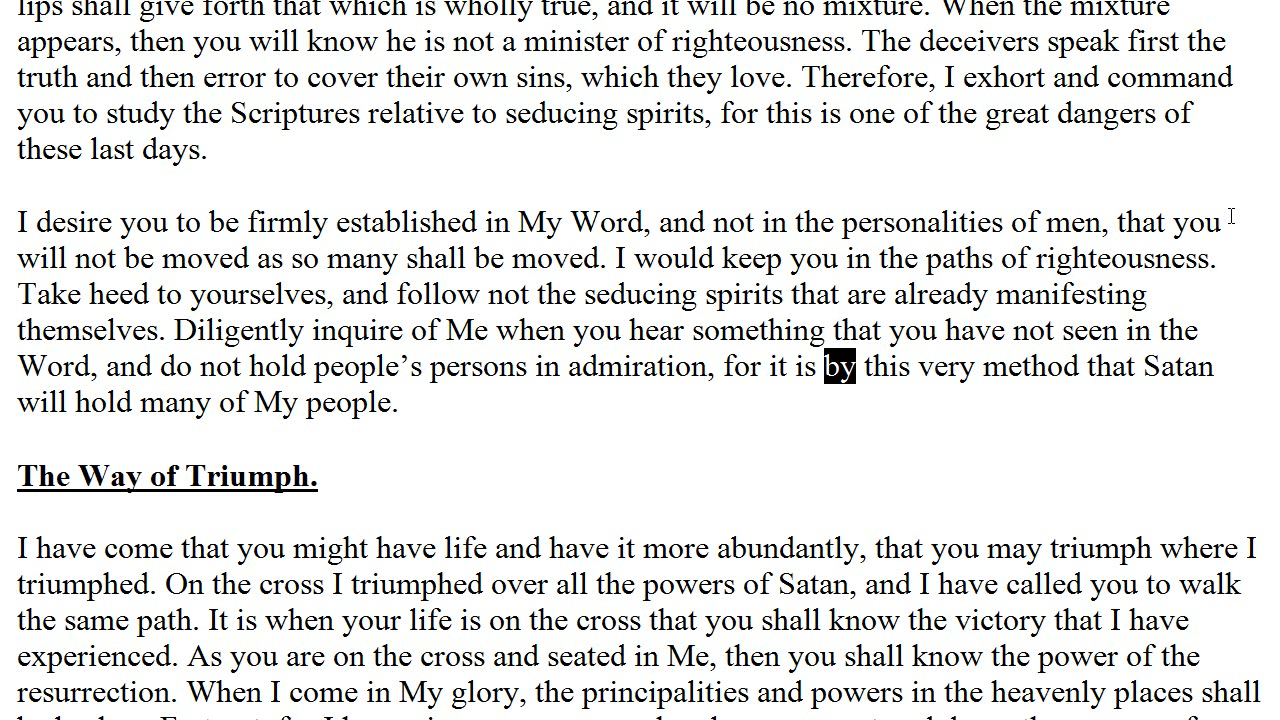 lips shall give forth that which is wholly true, and it will be no mixture. When the mixture
appears, then you will know he is not a minister of righteousness. The deceivers speak first the
truth and then error to cover their own sins, which they love. Therefore, I exhort and command
you to study the Scriptures relative to seducing spirits, for this is one of the great dangers of
these last days.
I desire you to be firmly established in My Word, and not in the personalities of men, that you
will not be moved as so many shall be moved. I would keep you in the paths of righteousness.
Take heed to yourselves, and follow not the seducing spirits that are already manifesting
themselves. Diligently inquire of Me when you hear something that you have not seen in the
Word, and do not hold people’s persons in admiration, for it is by this very method that Satan
will hold many of My people.
The Way of Triumph.
I have come that you might have life and have it more abundantly, that you may triumph where I
triumphed. On the cross I triumphed over all the powers of Satan, and I have called you to walk
the same path. It is when your life is on the cross that you shall know the victory that I have
experienced. As you are on the cross and seated in Me, then you shall know the power of the
resurrection. When I come in My glory, the principalities and powers in the heavenly places shall